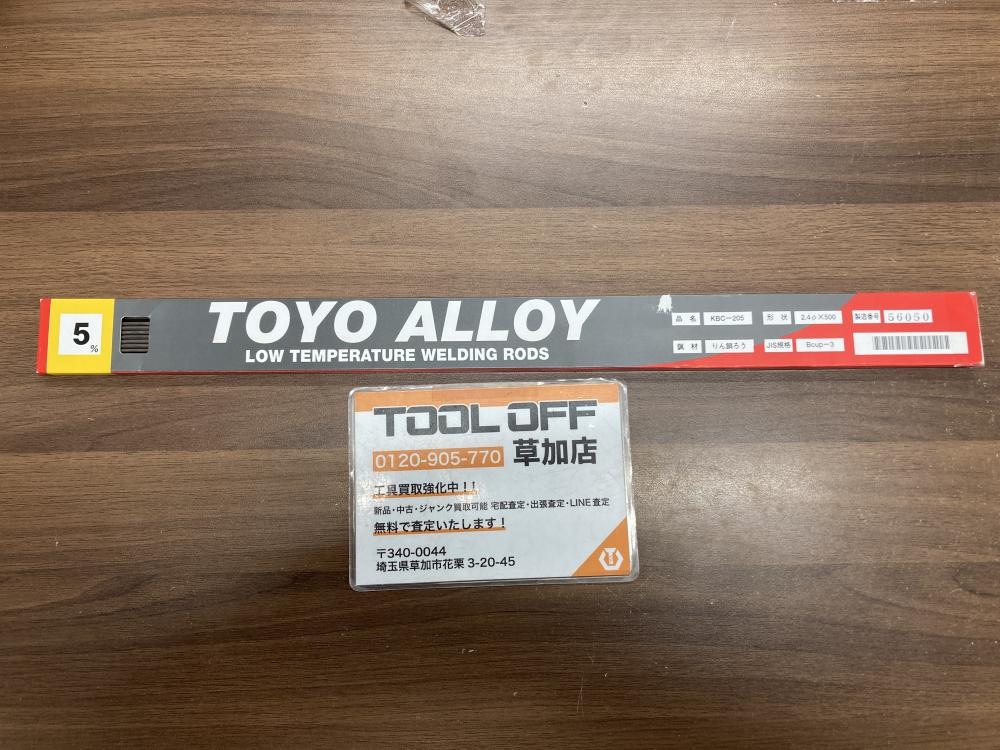 5
%
TOYO ALLOY
LOW TEMPERATURE WELDING RODS
品名 KBC-205 形状 2.4φ×500 製造番号 56050
鑞材 りん銅ろう JIS規格 Bcup-3
TOOL OFF
0120-905-770 草加店
工具買取強化中!!
新品・中古・ジャンク買取可能 宅配査定・出張査定・LINE査定
無料で査定いたします!
〒340-0044
埼玉県草加市花栗 3-20-45